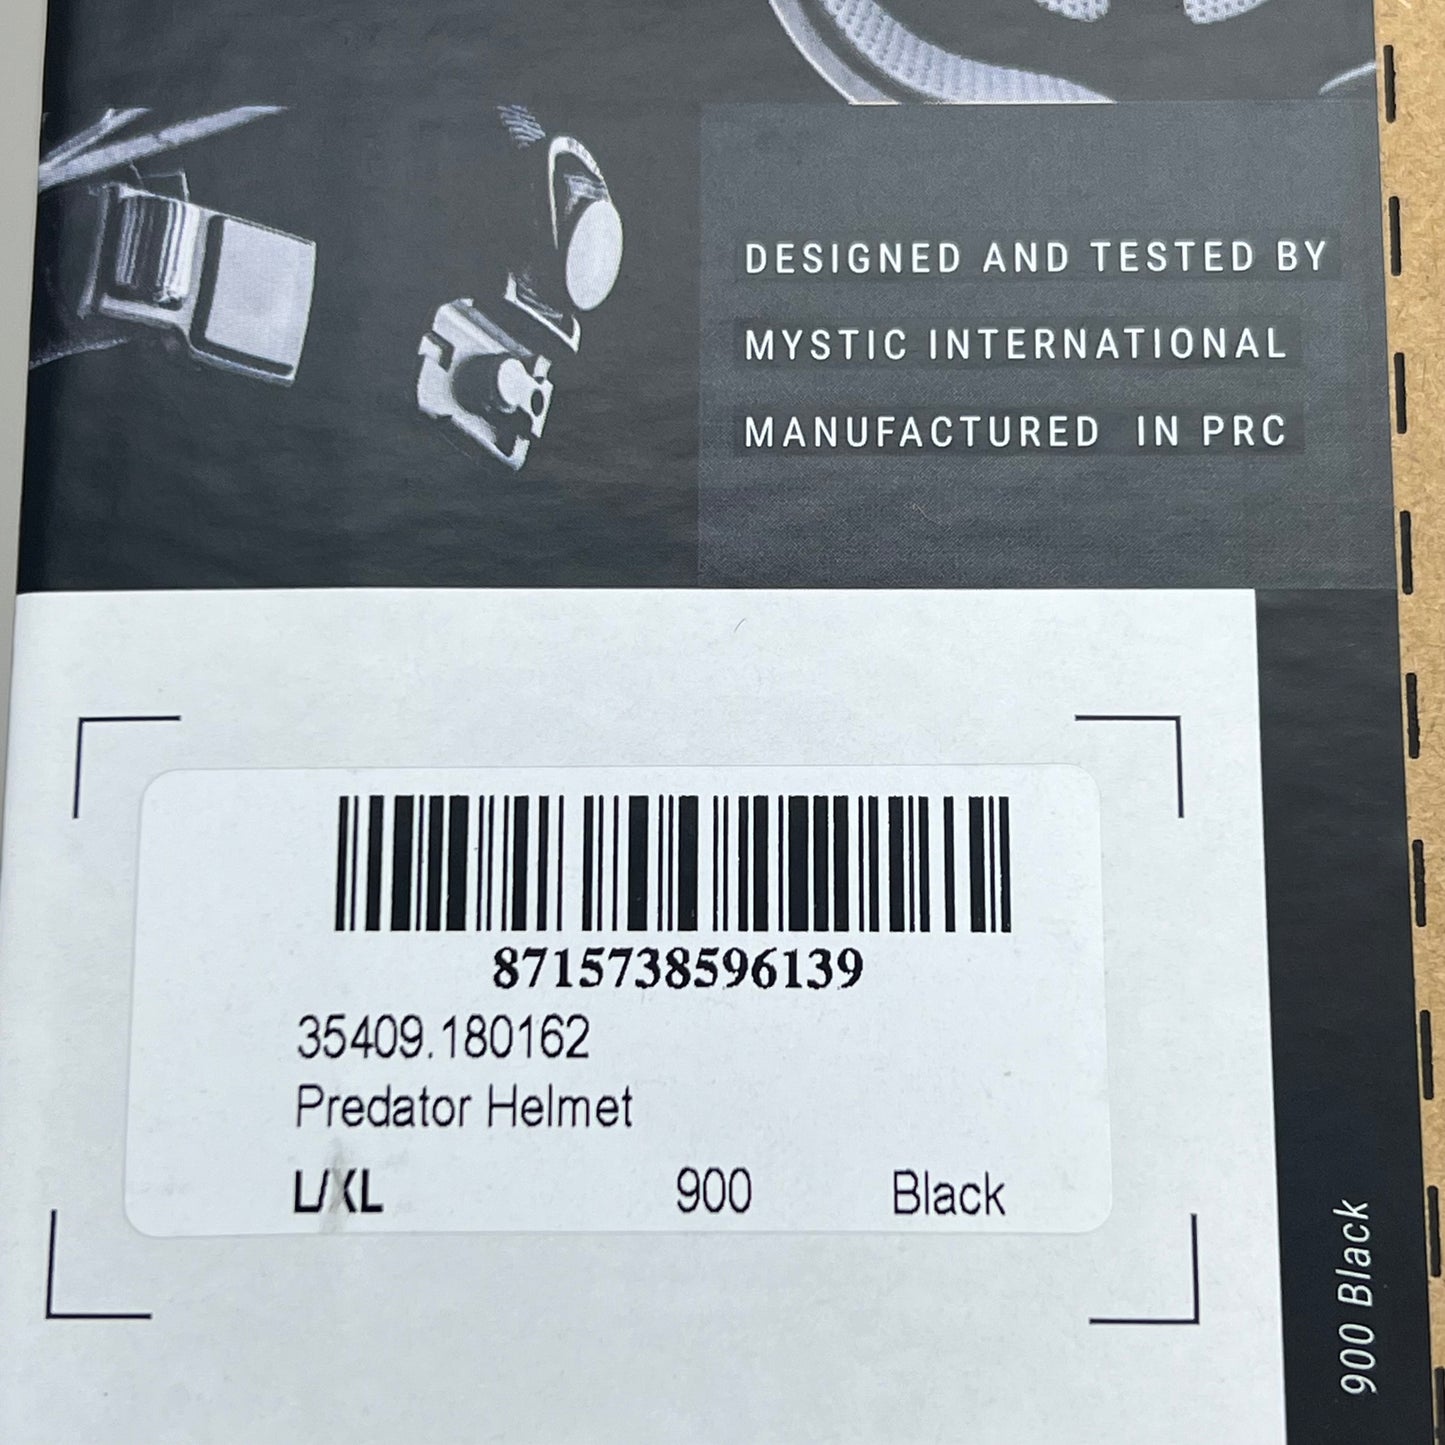 DESIGNED AND TESTED BY
MYSTIC INTERNATIONAL
MANUFACTURED IN PRC
8715738596139
35409.180162
Predator Helmet
L/XL 900 Black
900 Black